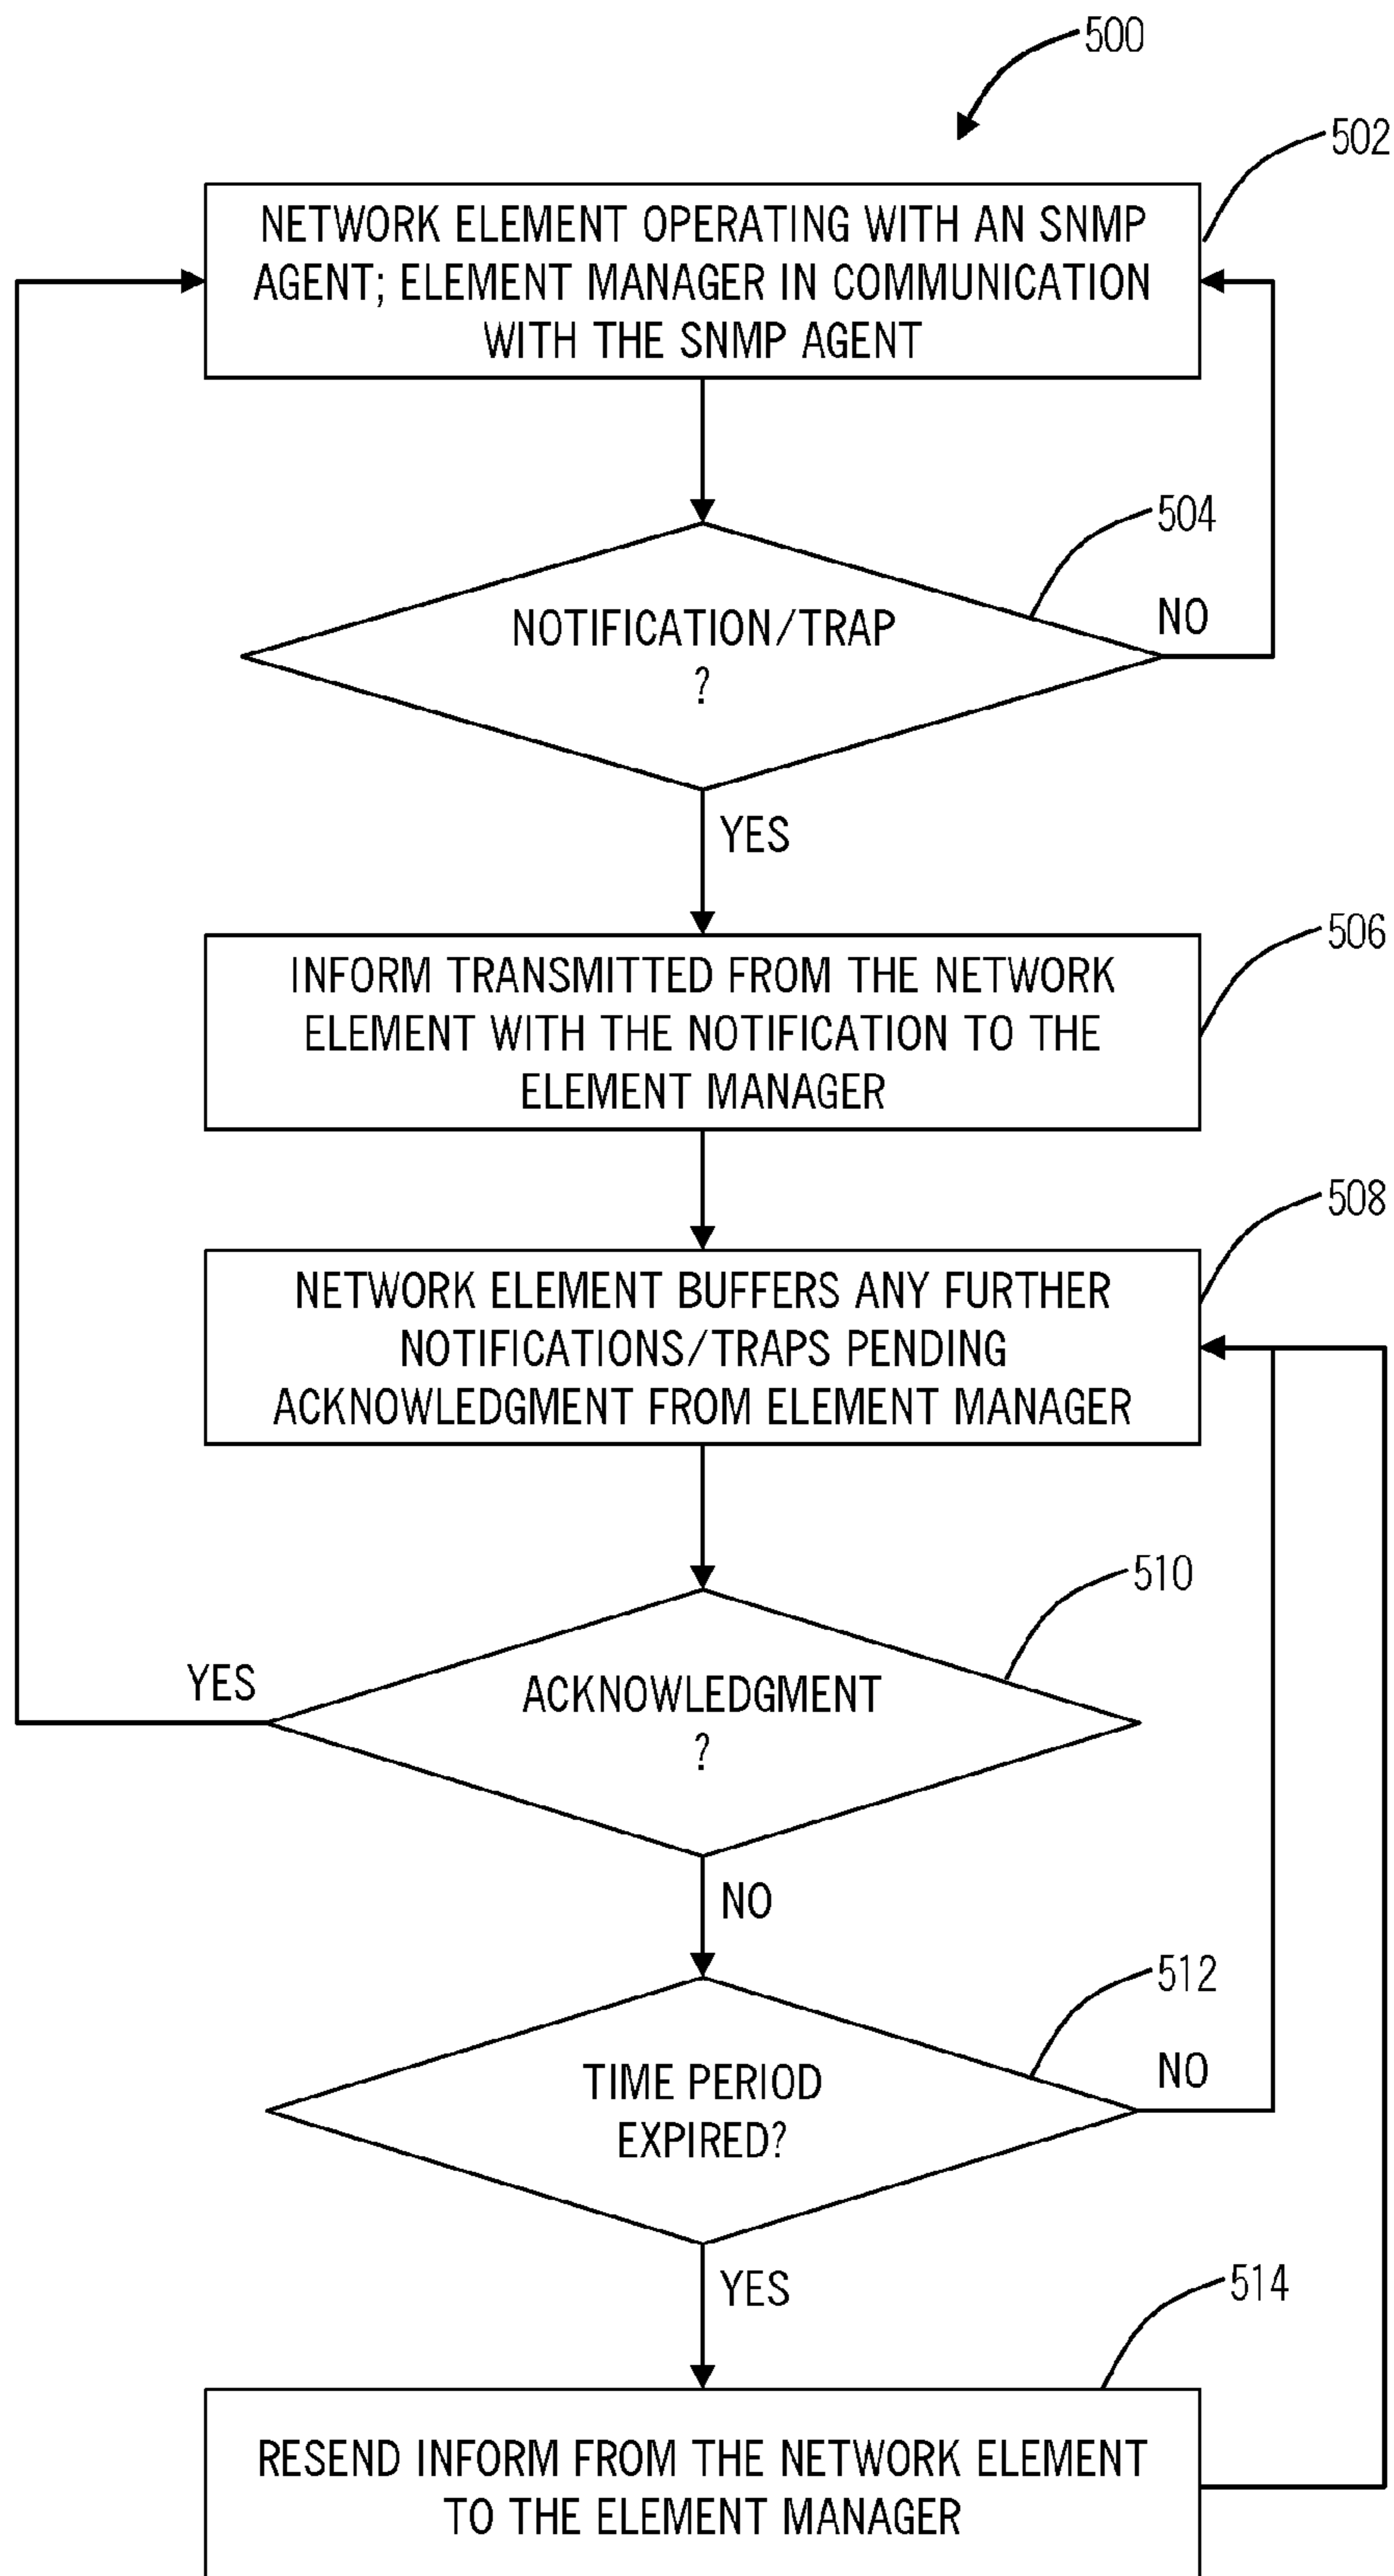 500
502
NETWORK ELEMENT OPERATING WITH AN SNMP
AGENT; ELEMENT MANAGER IN COMMUNICATION
WITH THE SNMP AGENT
504
NOTIFICATION/TRAP
?
NO
YES
506
INFORM TRANSMITTED FROM THE NETWORK
ELEMENT WITH THE NOTIFICATION TO THE
ELEMENT MANAGER
508
NETWORK ELEMENT BUFFERS ANY FURTHER
NOTIFICATIONS/TRAPS PENDING
ACKNOWLEDGMENT FROM ELEMENT MANAGER
510
YES
ACKNOWLEDGMENT
?
NO
512
TIME PERIOD
EXPIRED?
NO
YES
514
RESEND INFORM FROM THE NETWORK ELEMENT
TO THE ELEMENT MANAGER